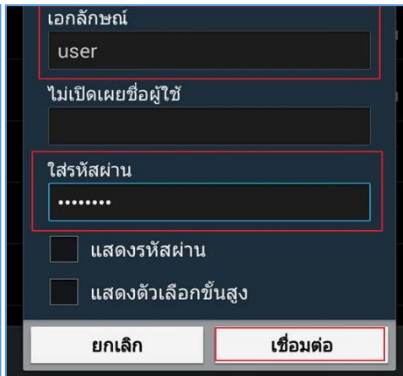 เอกลักษณ์
user
ไม่เปิดเผยชื่อผู้ใช้
ใส่รหัสผ่าน
••••••••
แสดงรหัสผ่าน
แสดงตัวเลือกขั้นสูง
ยกเลิก เชื่อมต่อ